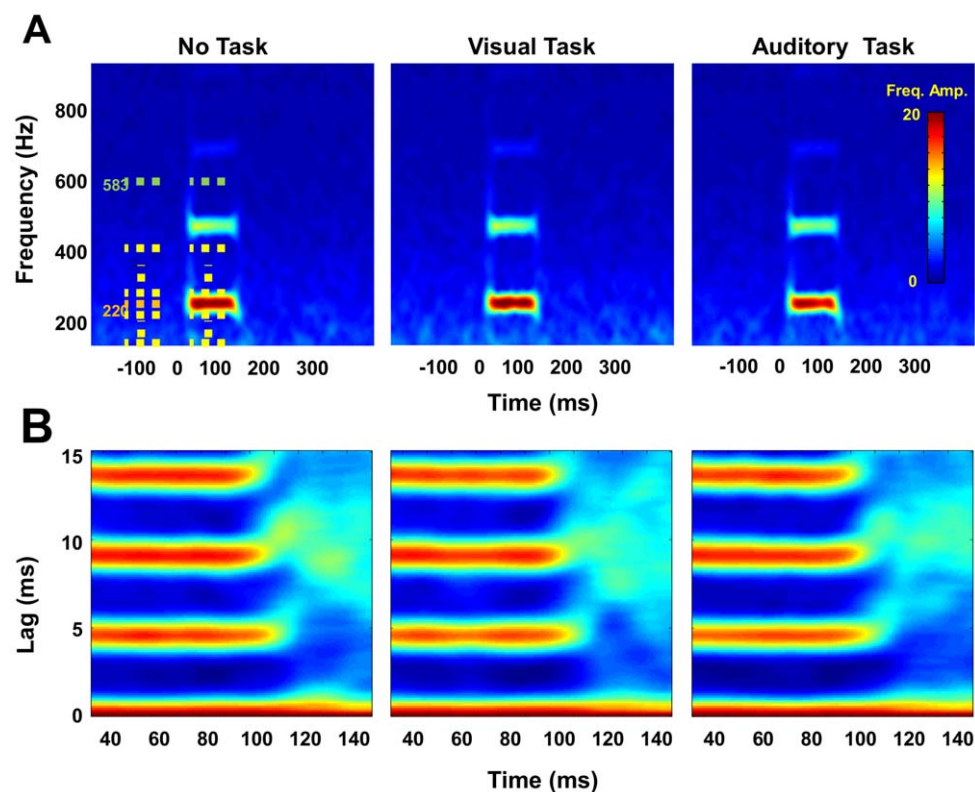 A
No Task
Visual Task
Auditory Task
Frequency (Hz)
800
600
400
200
583
220
Freq. Amp.
20
0
-100 0 100 200 300
-100 0 100 200 300
-100 0 100 200 300
Time (ms)
B
Lag (ms)
15
10
5
0
40 60 80 100 120 140
40 60 80 100 120 140
40 60 80 100 120 140
Time (ms)